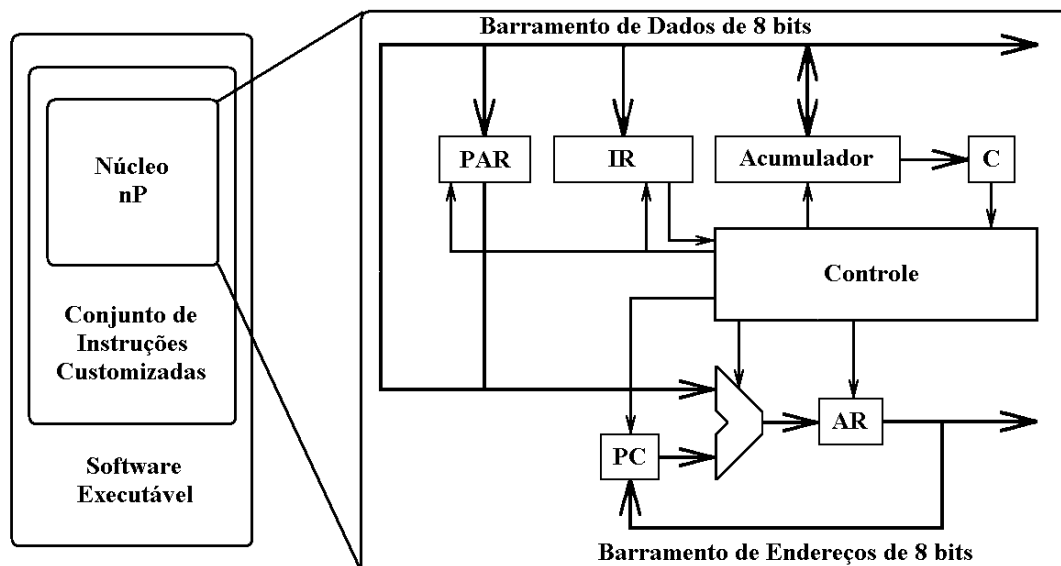 Núcleo
nP
Conjunto de
Instruções
Customizadas
Software
Executável
Barramento de Dados de 8 bits
PAR
IR
Acumulador
C
Controle
PC
AR
Barramento de Endereços de 8 bits